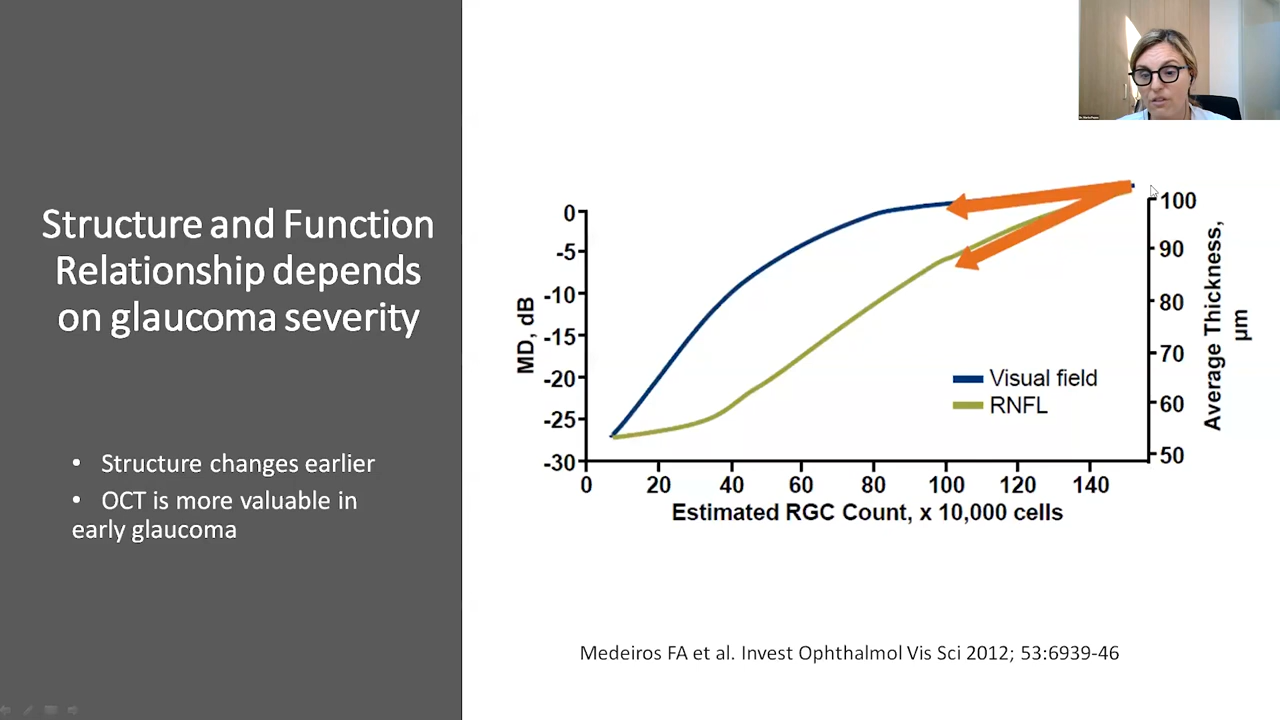 Structure and Function
Relationship depends
on glaucoma severity
• Structure changes earlier
• OCT is more valuable in
early glaucoma
MD, dB
0
-5
-10
-15
-20
-25
-30
0 20 40 60 80 100 120 140
Estimated RGC Count, x 10,000 cells
100
90
80
70
60
50
Average Thickness,
µm
Visual field
RNFL
Medeiros FA et al. Invest Ophthalmol Vis Sci 2012; 53:6939-46